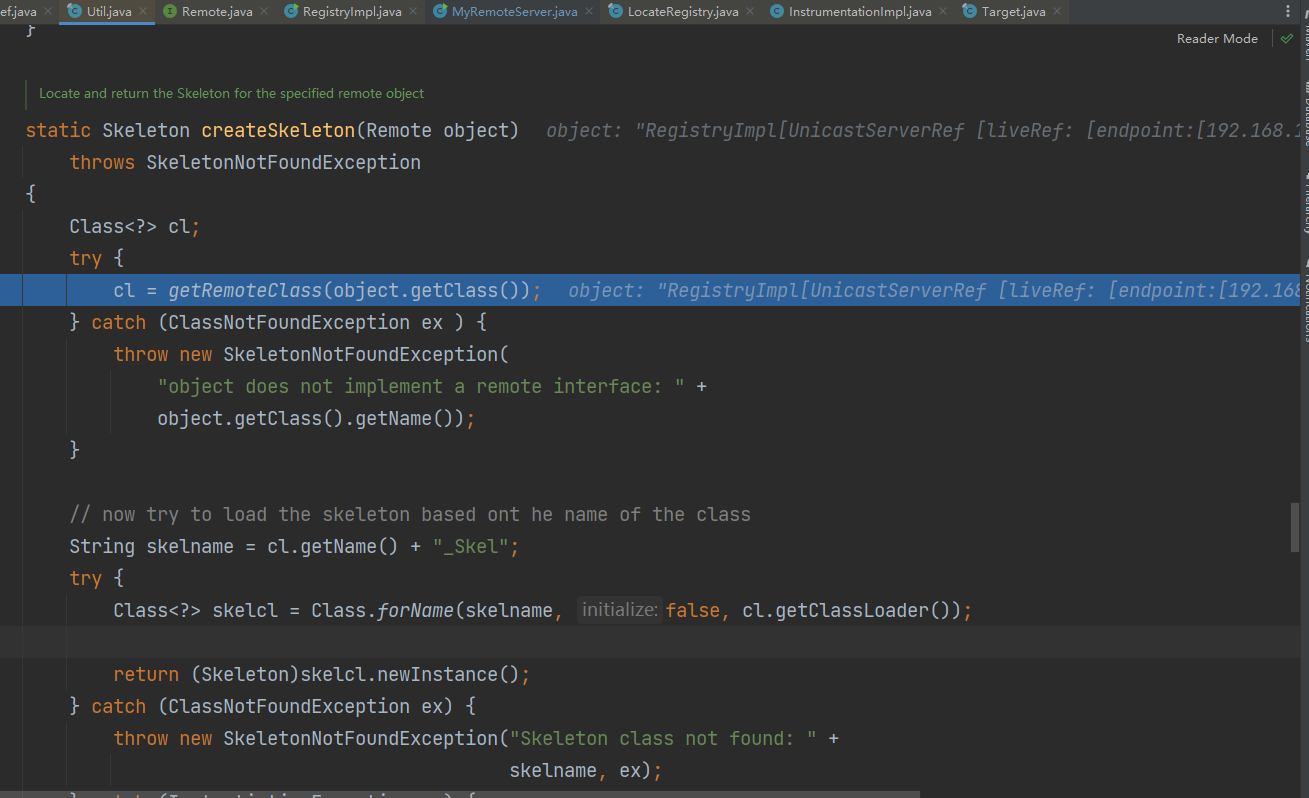 ef.java Util.java Remote.java RegistryImpl.java MyRemoteServer.java LocateRegistry.java InstrumentationImpl.java Target.java
}
Reader Mode
Locate and return the Skeleton for the specified remote object
static Skeleton createSkeleton(Remote object) object: "RegistryImpl[UnicastServerRef [liveRef: [endpoint:[192.168.1
throws SkeletonNotFoundException
{
Class<?> cl;
try {
cl = getRemoteClass(object.getClass()); object: "RegistryImpl[UnicastServerRef [liveRef: [endpoint:[192.168
} catch (ClassNotFoundException ex ) {
throw new SkeletonNotFoundException(
"object does not implement a remote interface: " +
object.getClass().getName());
}
// now try to load the skeleton based ont he name of the class
String skelname = cl.getName() + "_Skel";
try {
Class<?> skelcl = Class.forName(skelname, initialize: false, cl.getClassLoader());
return (Skeleton)skelcl.newInstance();
} catch (ClassNotFoundException ex) {
throw new SkeletonNotFoundException("Skeleton class not found: " +
skelname, ex);